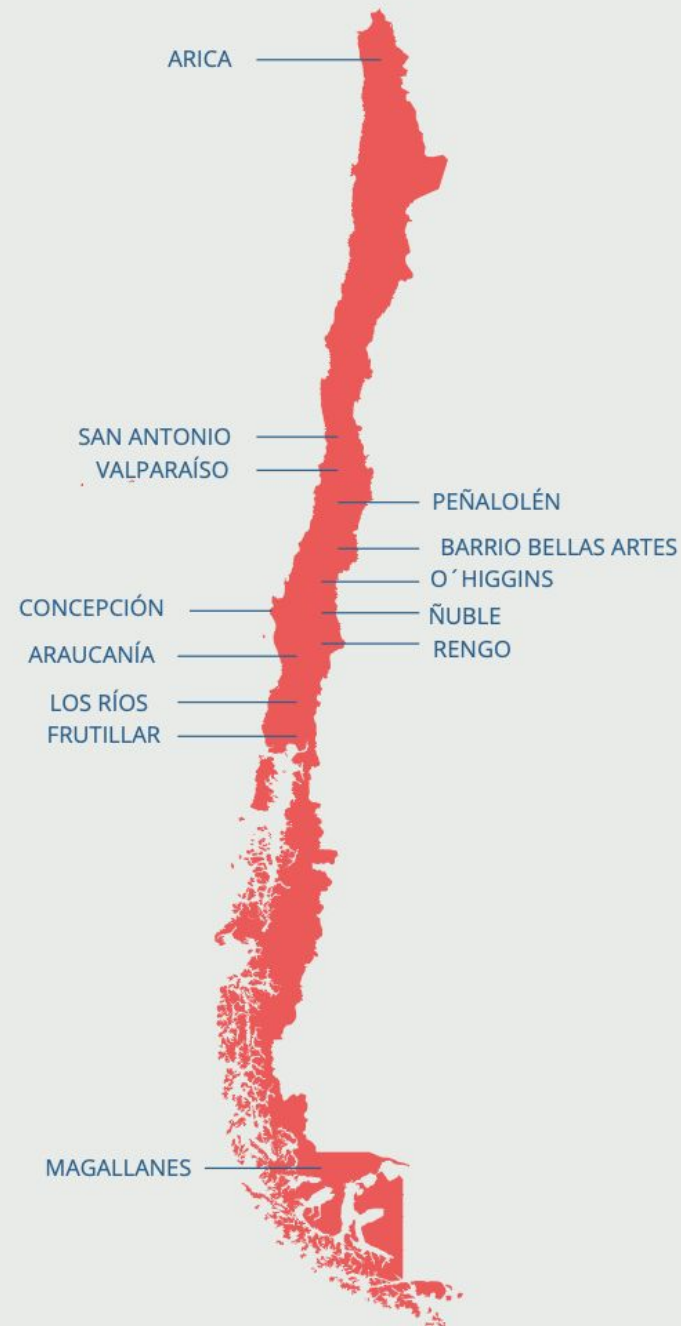 ARICA
SAN ANTONIO
VALPARAÍSO
PEÑALOLÉN
BARRIO BELLAS ARTES
O´HIGGINS
CONCEPCIÓN
ÑUBLE
RENGO
ARAUCANÍA
LOS RÍOS
FRUTILLAR
MAGALLANES